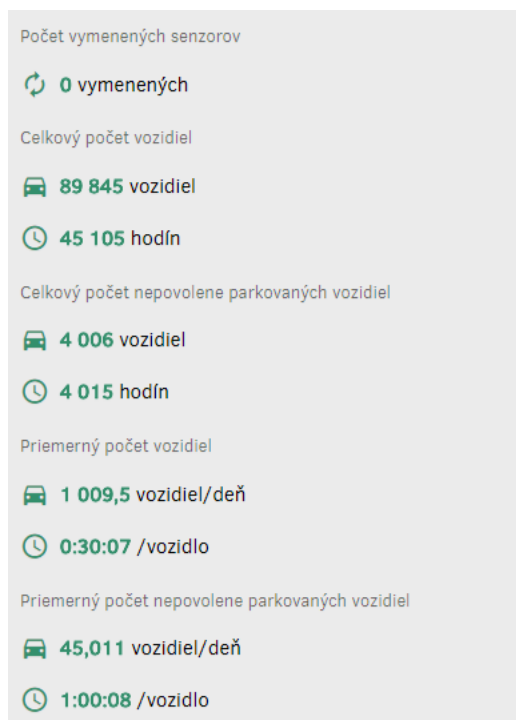 Počet vymenených senzorov
0 vymenených
Celkový počet vozidiel
89 845 vozidiel
45 105 hodín
Celkový počet nepovolene parkovaných vozidiel
4 006 vozidiel
4 015 hodín
Priemerný počet vozidiel
1 009,5 vozidiel/deň
0:30:07 /vozidlo
Priemerný počet nepovolene parkovaných vozidiel
45,011 vozidiel/deň
1:00:08 /vozidlo